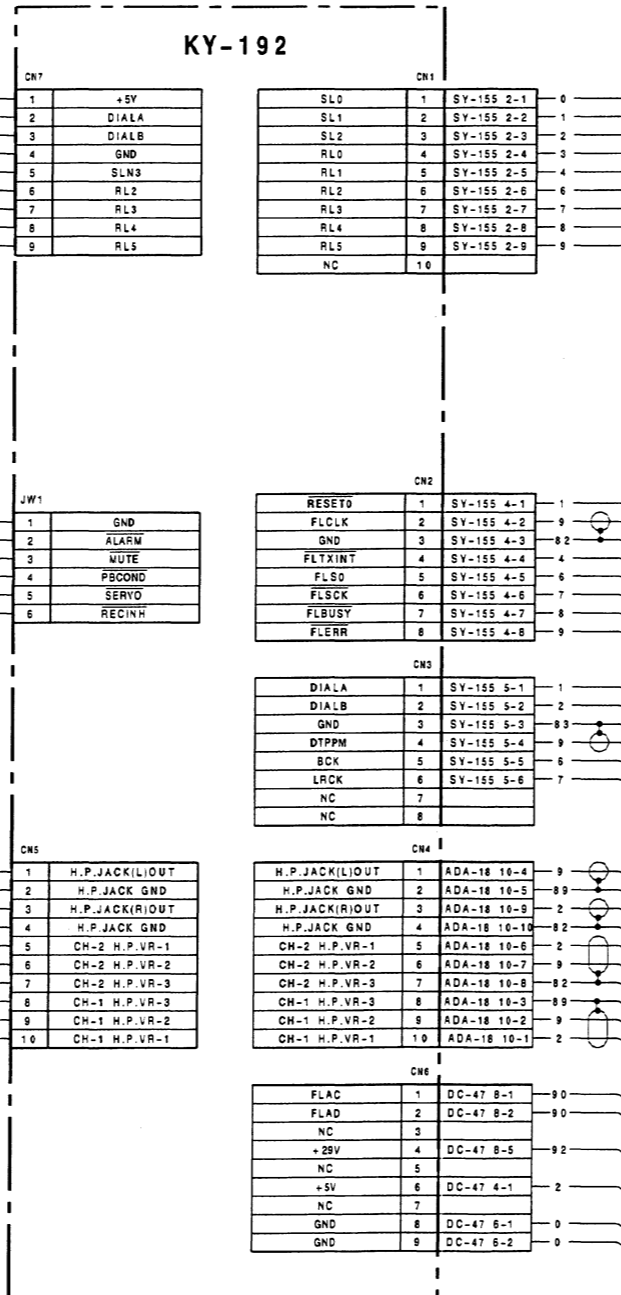 KY-192
CN7
1 +5V
2 DIALA
3 DIALB
4 GND
5 SLN3
6 RL2
7 RL3
8 RL4
9 RL5
CN1
SL0 1 SY-155 2-1 0
SL1 2 SY-155 2-2 1
SL2 3 SY-155 2-3 2
RL0 4 SY-155 2-4 3
RL1 5 SY-155 2-5 4
RL2 6 SY-155 2-6 6
RL3 7 SY-155 2-7 7
RL4 8 SY-155 2-8 8
RL5 9 SY-155 2-9 9
NC 10
JW1
1 GND
2 ALARM
3 MUTE
4 PBCOND
5 SERVO
6 RECINH
CN2
RESET0 1 SY-155 4-1 1
FLCLK 2 SY-155 4-2 9
GND 3 SY-155 4-3 82
FLTXINT 4 SY-155 4-4 4
FLSO 5 SY-155 4-5 6
FLSCK 6 SY-155 4-6 7
FLBUSY 7 SY-155 4-7 8
FLERR 8 SY-155 4-8 9
CN3
DIALA 1 SY-155 5-1 1
DIALB 2 SY-155 5-2 2
GND 3 SY-155 5-3 83
DTPPM 4 SY-155 5-4 9
BCK 5 SY-155 5-5 6
LRCK 6 SY-155 5-6 7
NC 7
NC 8
CN5
1 H.P.JACK(L)OUT
2 H.P.JACK GND
3 H.P.JACK(R)OUT
4 H.P.JACK GND
5 CH-2 H.P.VR-1
6 CH-2 H.P.VR-2
7 CH-2 H.P.VR-3
8 CH-1 H.P.VR-3
9 CH-1 H.P.VR-2
10 CH-1 H.P.VR-1
CN4
H.P.JACK(L)OUT 1 ADA-18 10-4 9
H.P.JACK GND 2 ADA-18 10-5 89
H.P.JACK(R)OUT 3 ADA-18 10-9 2
H.P.JACK GND 4 ADA-18 10-10 82
CH-2 H.P.VR-1 5 ADA-18 10-6 2
CH-2 H.P.VR-2 6 ADA-18 10-7 9
CH-2 H.P.VR-3 7 ADA-18 10-8 82
CH-1 H.P.VR-3 8 ADA-18 10-3 89
CH-1 H.P.VR-2 9 ADA-18 10-2 9
CH-1 H.P.VR-1 10 ADA-18 10-1 2
CN6
FLAC 1 DC-47 8-1 90
FLAD 2 DC-47 8-2 90
NC 3
+29V 4 DC-47 8-5 92
NC 5
+5V 6 DC-47 4-1 2
NC 7
GND 8 DC-47 6-1 0
GND 9 DC-47 6-2 0